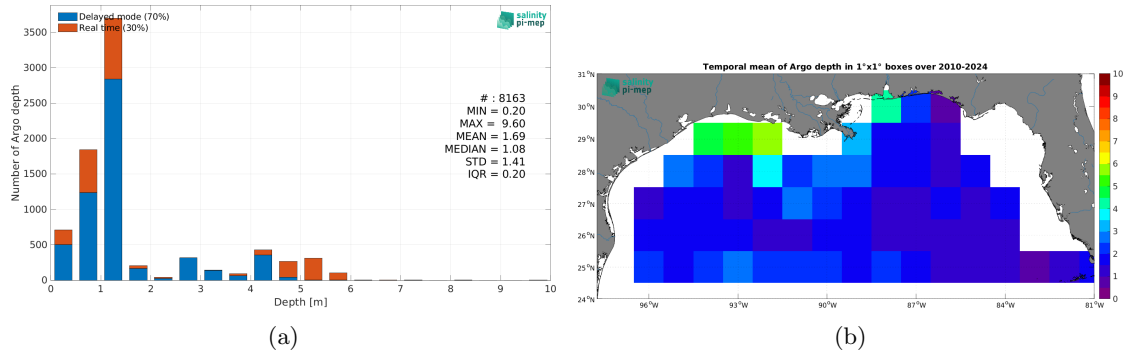 Delayed mode (70%)
Real time (30%)
salinity
pi-mep
Number of Argo depth
3500
3000
2500
2000
1500
1000
500
0
# : 8163
MIN = 0.20
MAX = 9.60
MEAN = 1.69
MEDIAN = 1.08
STD = 1.41
IQR = 0.20
0 1 2 3 4 5 6 7 8 9 10
Depth [m]
(a)
Temporal mean of Argo depth in 1°x1° boxes over 2010-2024
salinity
pi-mep
31°N
30°N
29°N
28°N
27°N
26°N
25°N
24°N
96°W 93°W 90°W 87°W 84°W 81°W
10
9
8
7
6
5
4
3
2
1
0
(b)